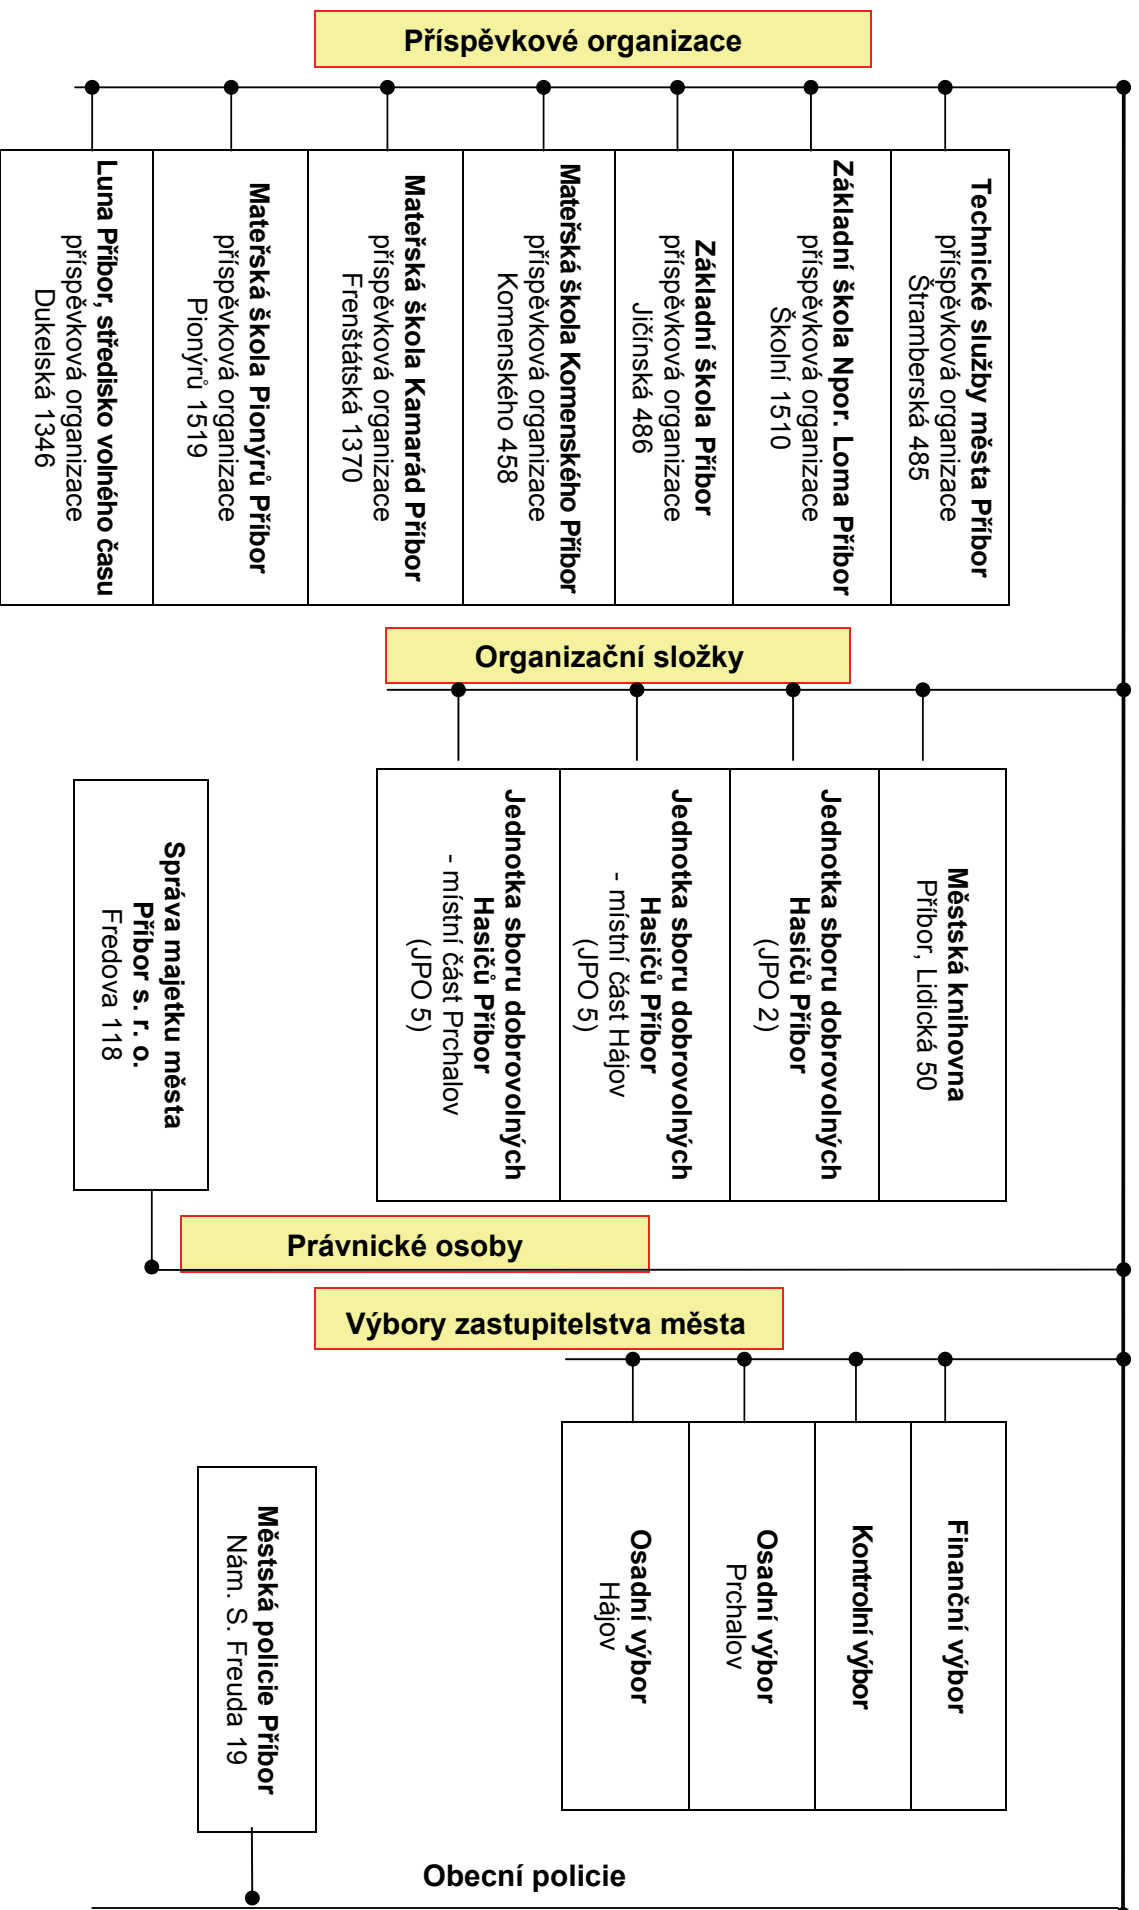 Příspěvkové organizace
Technické služby města Příbor
příspěvková organizace
Štramberská 485
Základní škola Npor. Loma Příbor
příspěvková organizace
Školní 1510
Základní škola Příbor
příspěvková organizace
Jičínská 486
Mateřská škola Komenského Příbor
příspěvková organizace
Komenského 458
Mateřská škola Kamarád Příbor
příspěvková organizace
Frenštátská 1370
Mateřská škola Pionýrů Příbor
příspěvková organizace
Pionýrů 1519
Luna Příbor, středisko volného času
příspěvková organizace
Dukelská 1346
Organizační složky
Městská knihovna
Příbor, Lidická 50
Jednotka sboru dobrovolných
Hasičů Příbor
(JPO 2)
Jednotka sboru dobrovolných
Hasičů Příbor
- místní část Hájov
(JPO 5)
Jednotka sboru dobrovolných
Hasičů Příbor
- místní část Prchalov
(JPO 5)
Správa majetku města
Příbor s. r. o.
Fredova 118
Právnické osoby
Výbory zastupitelstva města
Finanční výbor
Kontrolní výbor
Osadní výbor
Prchalov
Osadní výbor
Hájov
Městská policie Příbor
Nám. S. Freuda 19
Obecní policie